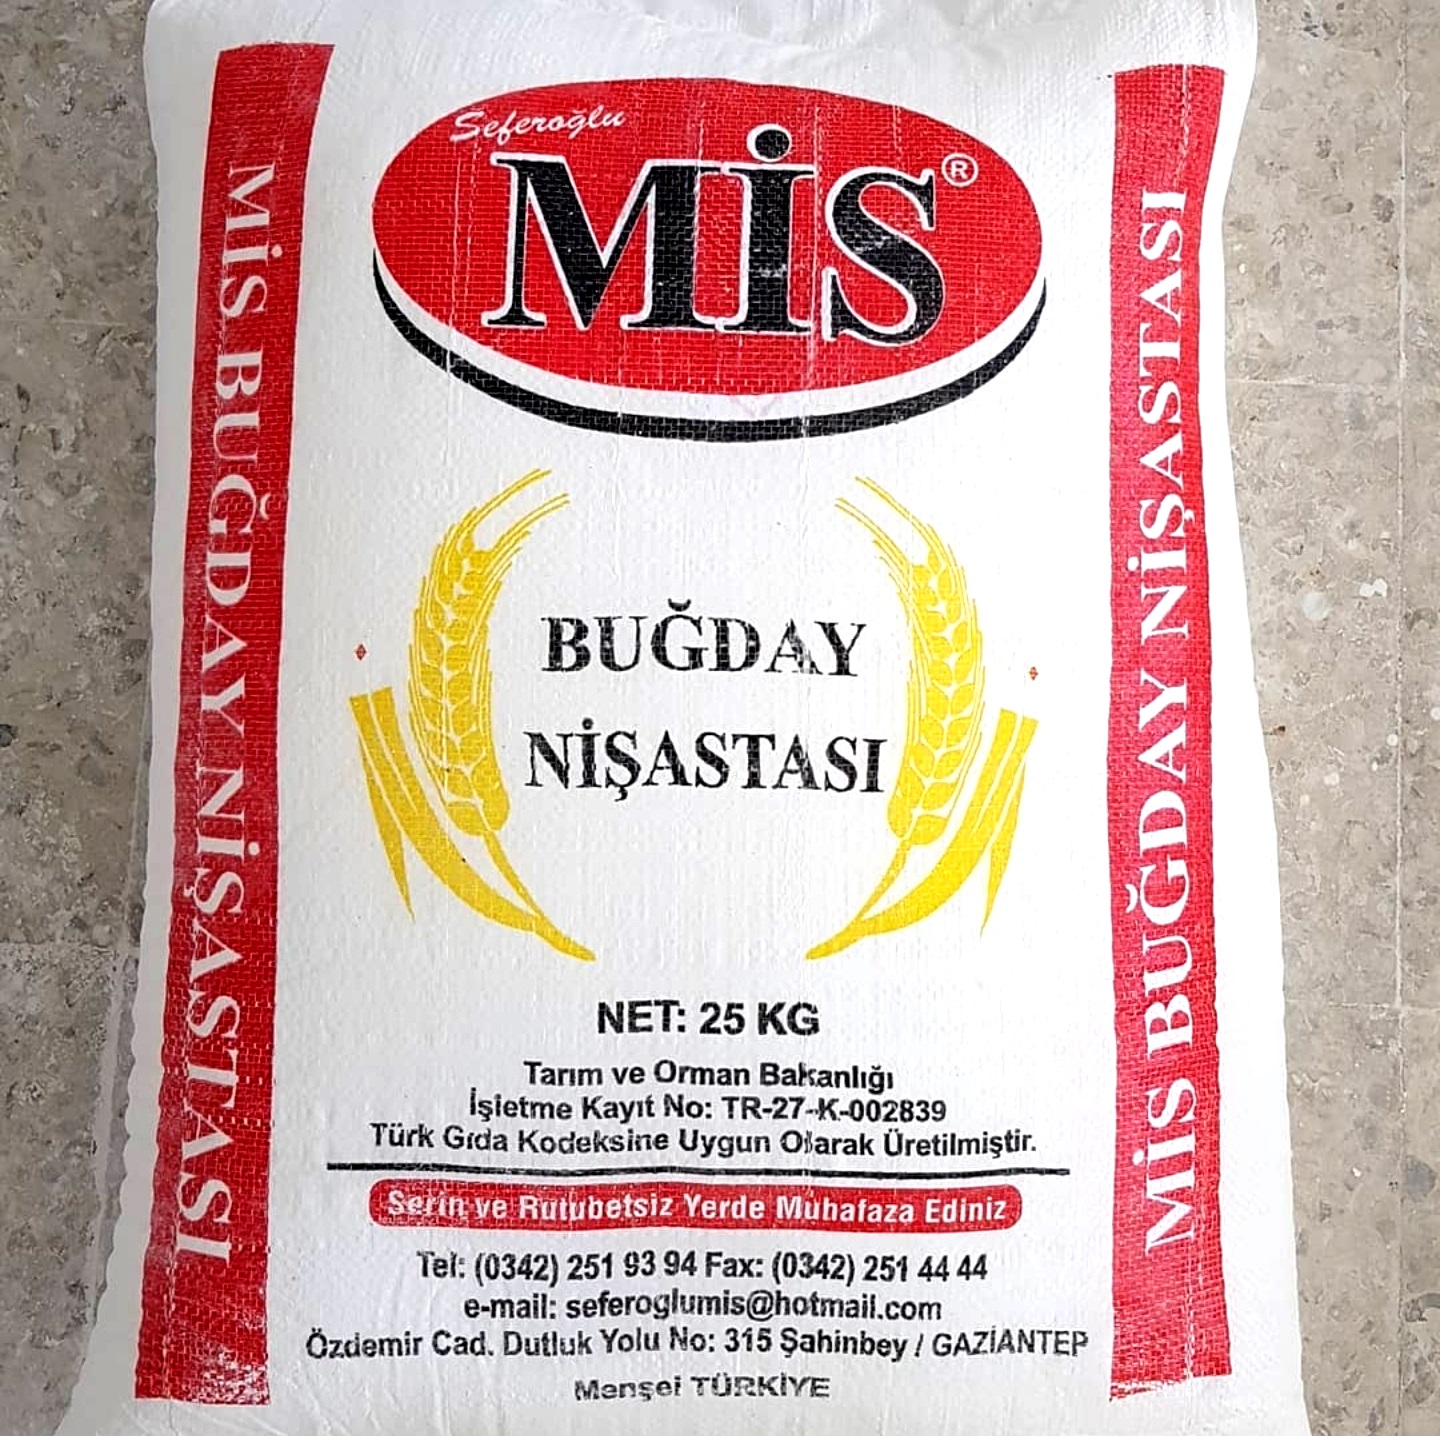 Seferoğlu
MİS®
MİS BUĞDAY NİŞASTASI
MİS BUĞDAY NİŞASTASI
BUĞDAY
NİŞASTASI
NET: 25 KG
Tarım ve Orman Bakanlığı
İşletme Kayıt No: TR-27-K-002839
Türk Gıda Kodeksine Uygun Olarak Üretilmiştir.
Serin ve Rutubetsiz Yerde Muhafaza Ediniz
Tel: (0342) 251 93 94 Fax: (0342) 251 44 44
e-mail: seferoglumis@hotmail.com
Özdemir Cad. Dutluk Yolu No: 315 Şahinbey / GAZİANTEP
Menşei TÜRKİYE